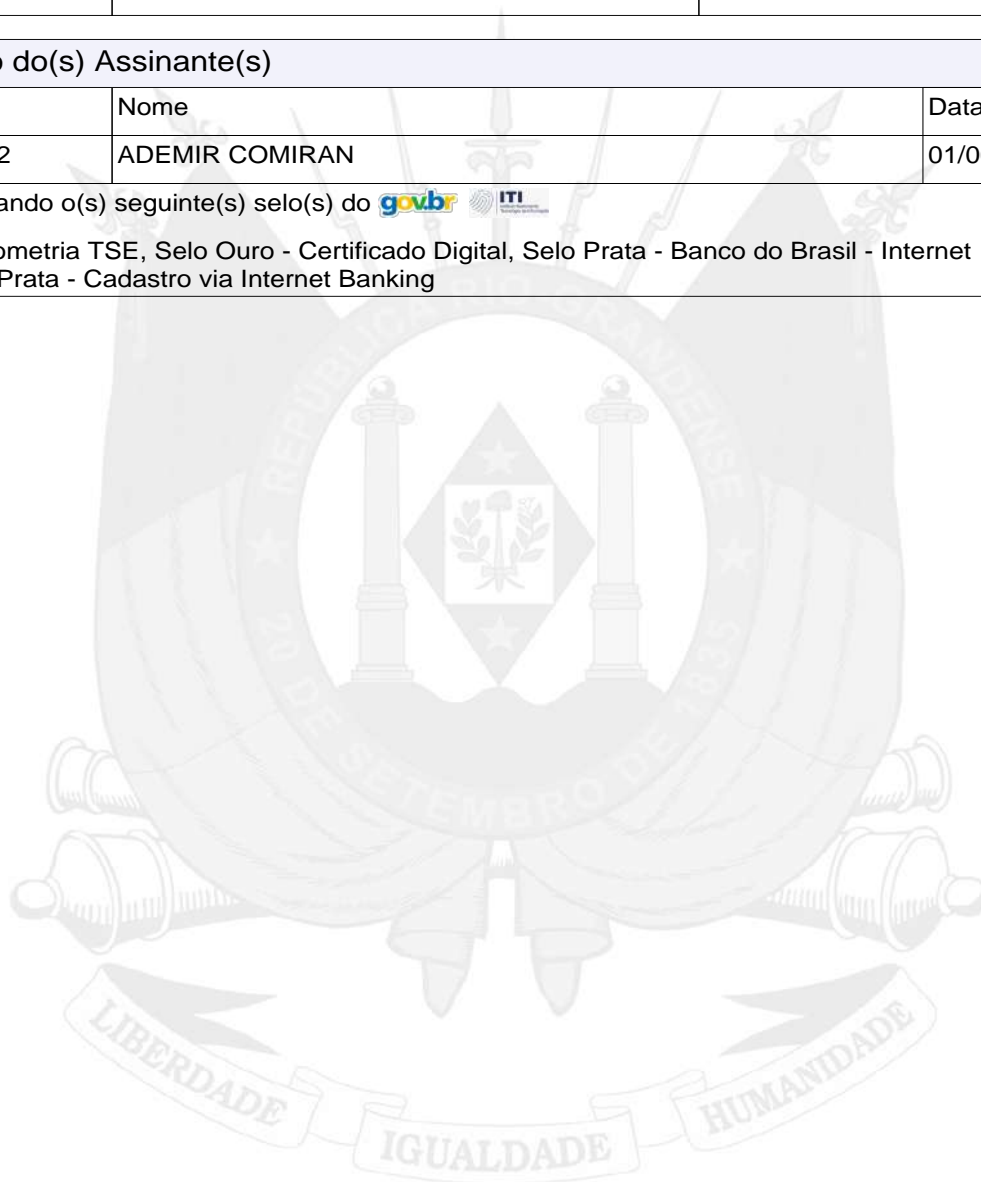 o do(s) Assinante(s)
Nome
Data
2
ADEMIR COMIRAN
01/0
ando o(s) seguinte(s) selo(s) do gov.br ITI
ometria TSE, Selo Ouro - Certificado Digital, Selo Prata - Banco do Brasil - Internet
Prata - Cadastro via Internet Banking
REPÚBLICA RIO GRANDENSE
20 DE SETEMBRO DE 1835
LIBERDADE
IGUALDADE
HUMANIDADE